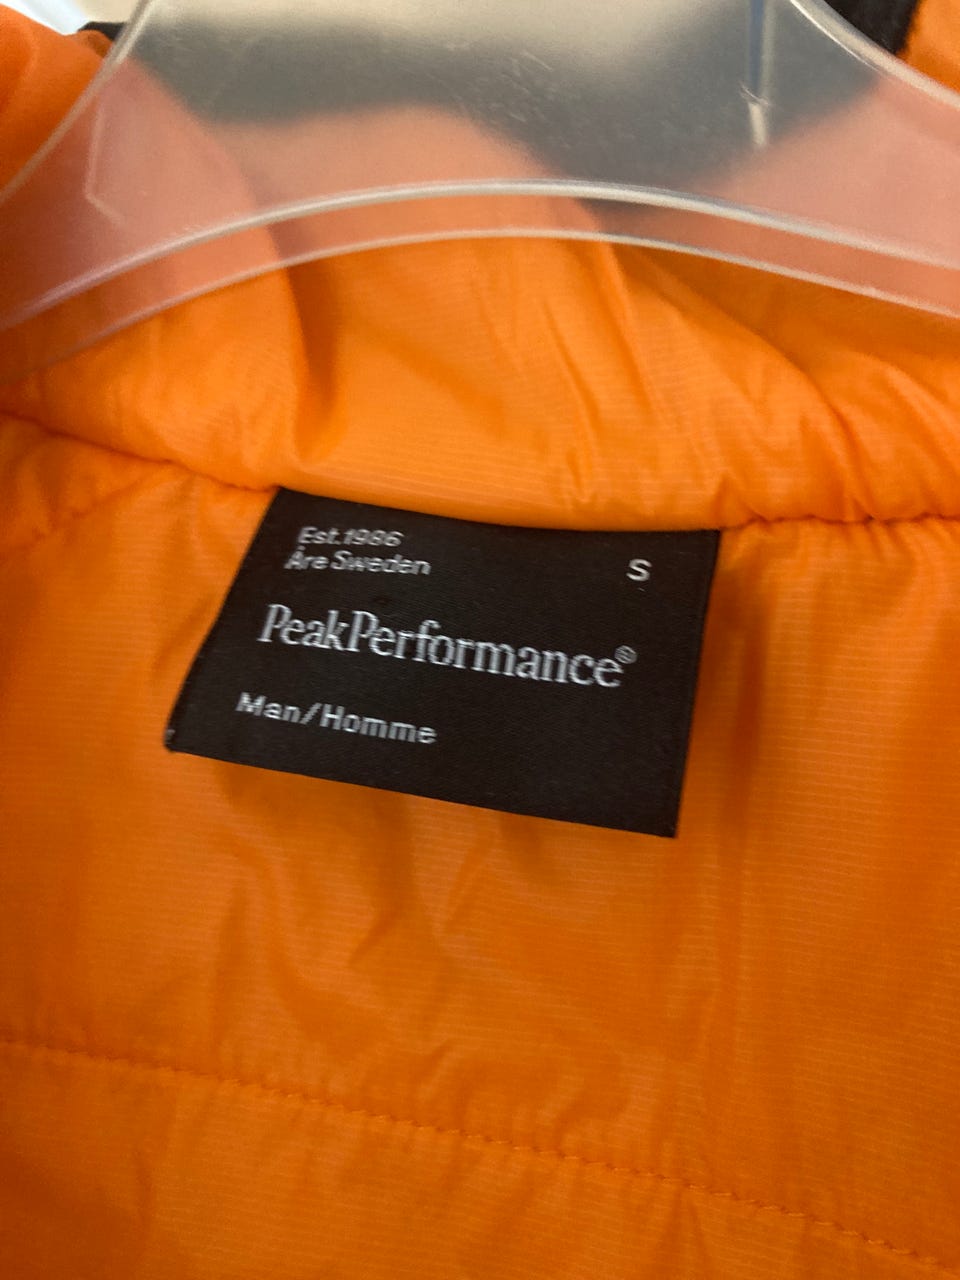 Est.1986
Åre Sweden
S
PeakPerformance®
Man/Homme